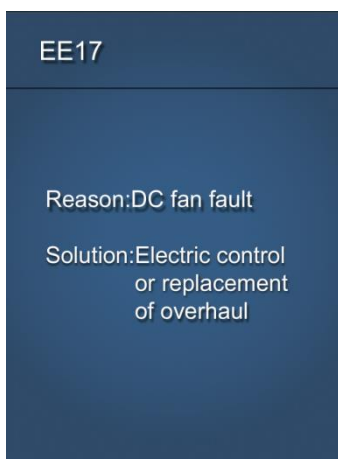 EE17
Reason:DC fan fault
Solution:Electric control
or replacement
of overhaul